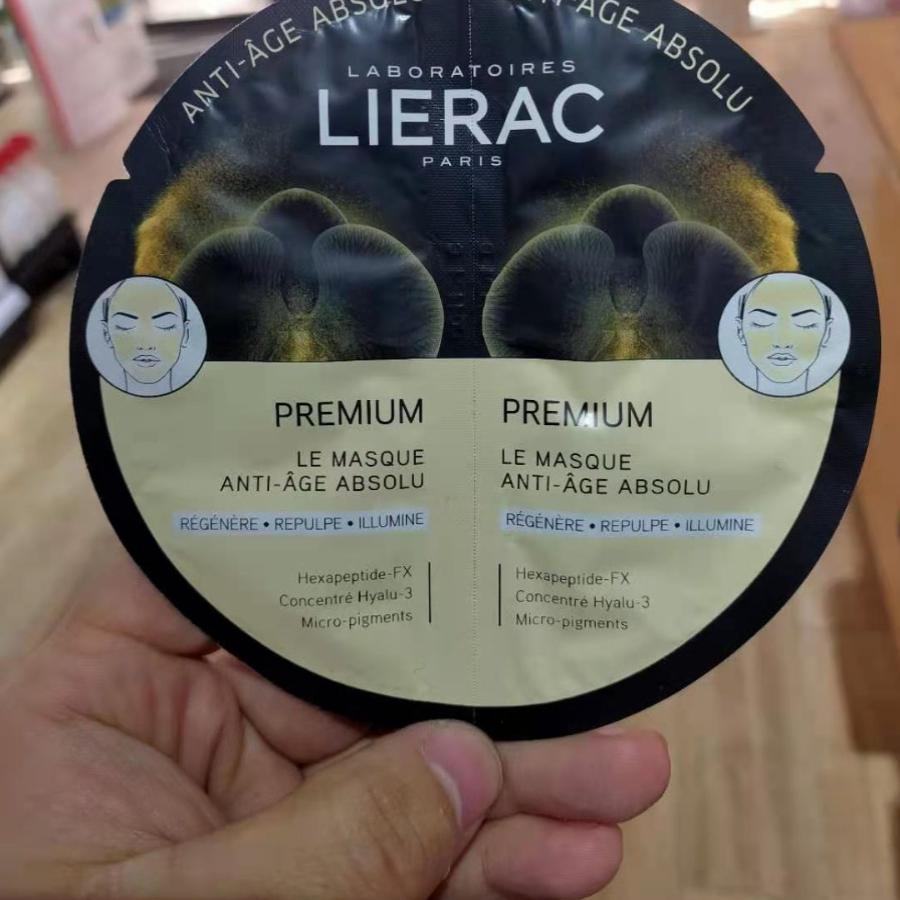 ANTI-ÂGE ABSOLU
ANTI-ÂGE ABSOLU
LABORATOIRES
LIERAC
PARIS
PREMIUM
LE MASQUE
ANTI-ÂGE ABSOLU
RÉGÉNÈRE • REPULPE • ILLUMINE
Hexapeptide-FX
Concentré Hyalu-3
Micro-pigments
PREMIUM
LE MASQUE
ANTI-ÂGE ABSOLU
RÉGÉNÈRE • REPULPE • ILLUMINE
Hexapeptide-FX
Concentré Hyalu-3
Micro-pigments